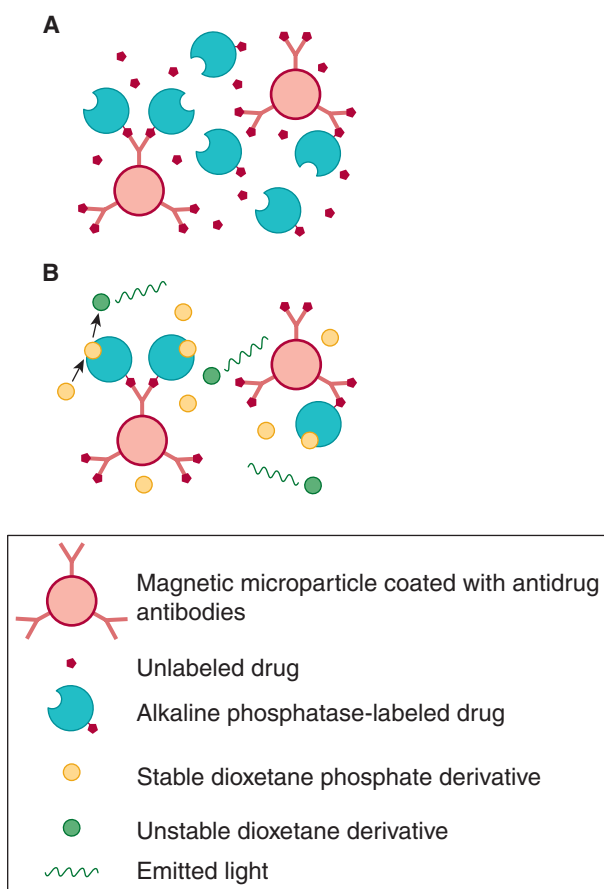 A
B
Magnetic microparticle coated with antidrug
antibodies
Unlabeled drug
Alkaline phosphatase-labeled drug
Stable dioxetane phosphate derivative
Unstable dioxetane derivative
Emitted light